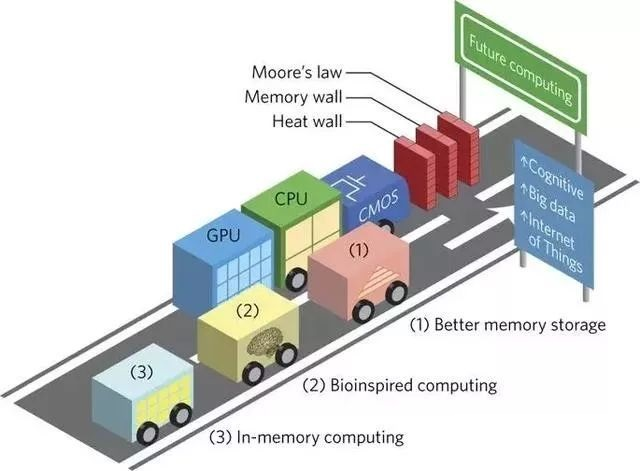 Future computing
Moore's law
Memory wall
Heat wall
↑Cognitive
↑Big data
↑Internet
of Things
CMOS
CPU
GPU
(1)
(2)
(3)
(1) Better memory storage
(2) Bioinspired computing
(3) In-memory computing